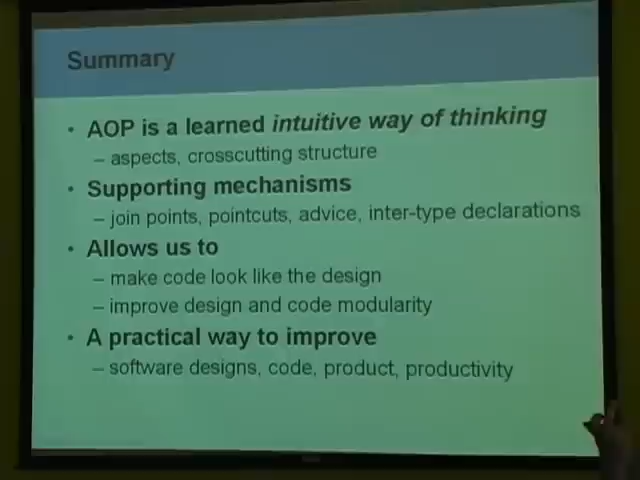 Summary
• AOP is a learned intuitive way of thinking
– aspects, crosscutting structure
• Supporting mechanisms
– join points, pointcuts, advice, inter-type declarations
• Allows us to
– make code look like the design
– improve design and code modularity
• A practical way to improve
– software designs, code, product, productivity